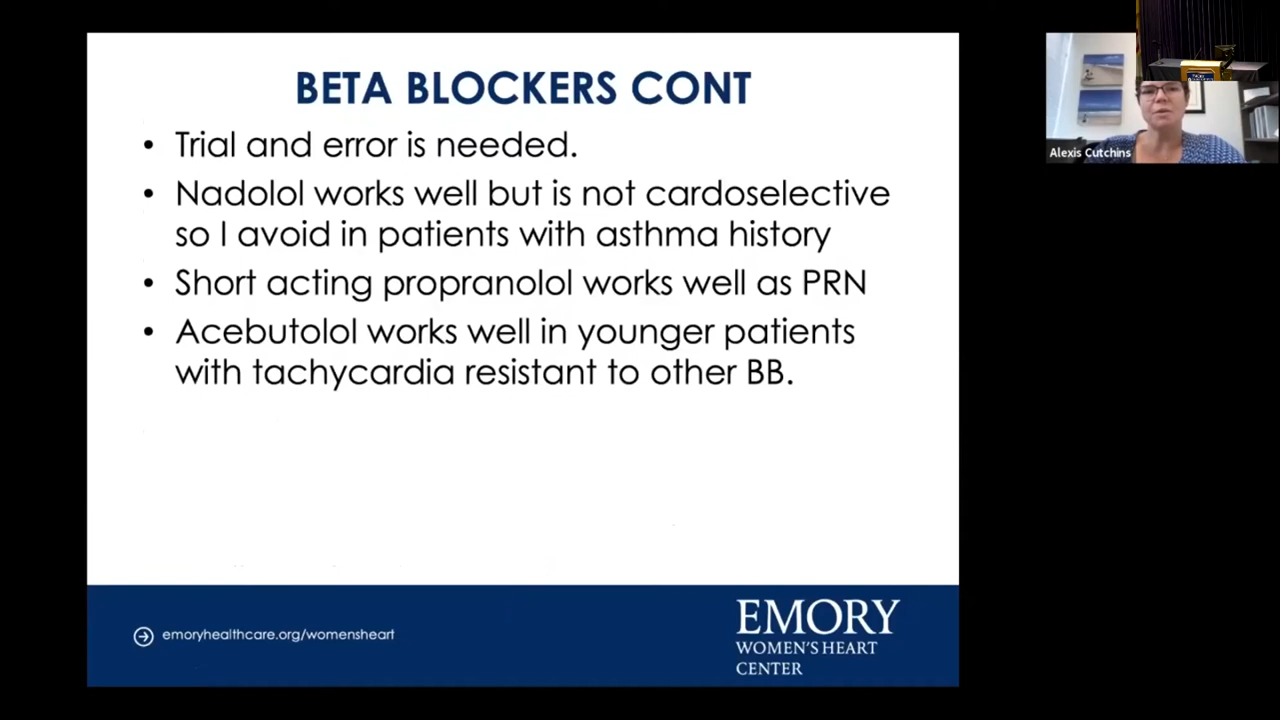 BETA BLOCKERS CONT
• Trial and error is needed.
• Nadolol works well but is not cardoselective
so I avoid in patients with asthma history
• Short acting propranolol works well as PRN
• Acebutolol works well in younger patients
with tachycardia resistant to other BB.
emoryhealthcare.org/womensheart
EMORY
WOMEN'S HEART
CENTER
Alexis Cutchins